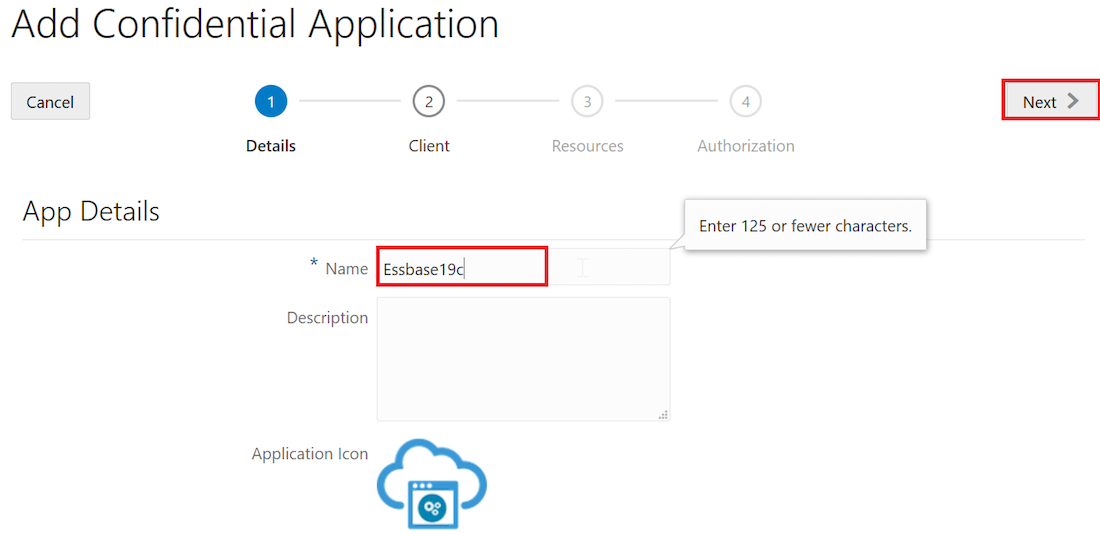 Add Confidential Application
Cancel
1
2
3
4
Next
Details
Client
Resources
Authorization
App Details
Enter 125 or fewer characters.
* Name
Essbase19c
Description
Application Icon